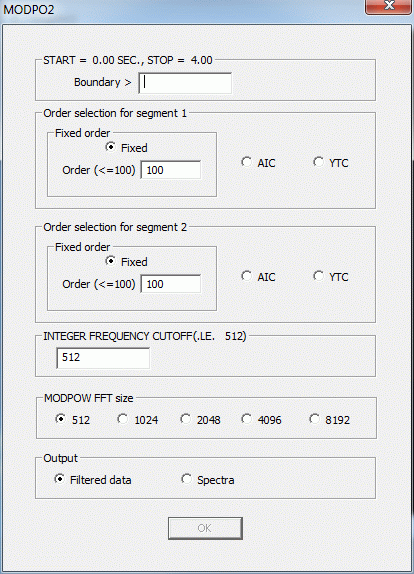 MODPO2
START = 0.00 SEC., STOP = 4.00
Boundary >
Order selection for segment 1
Fixed order
Fixed
Order (<=100) 100
AIC
YTC
Order selection for segment 2
Fixed order
Fixed
Order (<=100) 100
AIC
YTC
INTEGER FREQUENCY CUTOFF(.LE. 512)
512
MODPOW FFT size
512 1024 2048 4096 8192
Output
Filtered data Spectra
OK